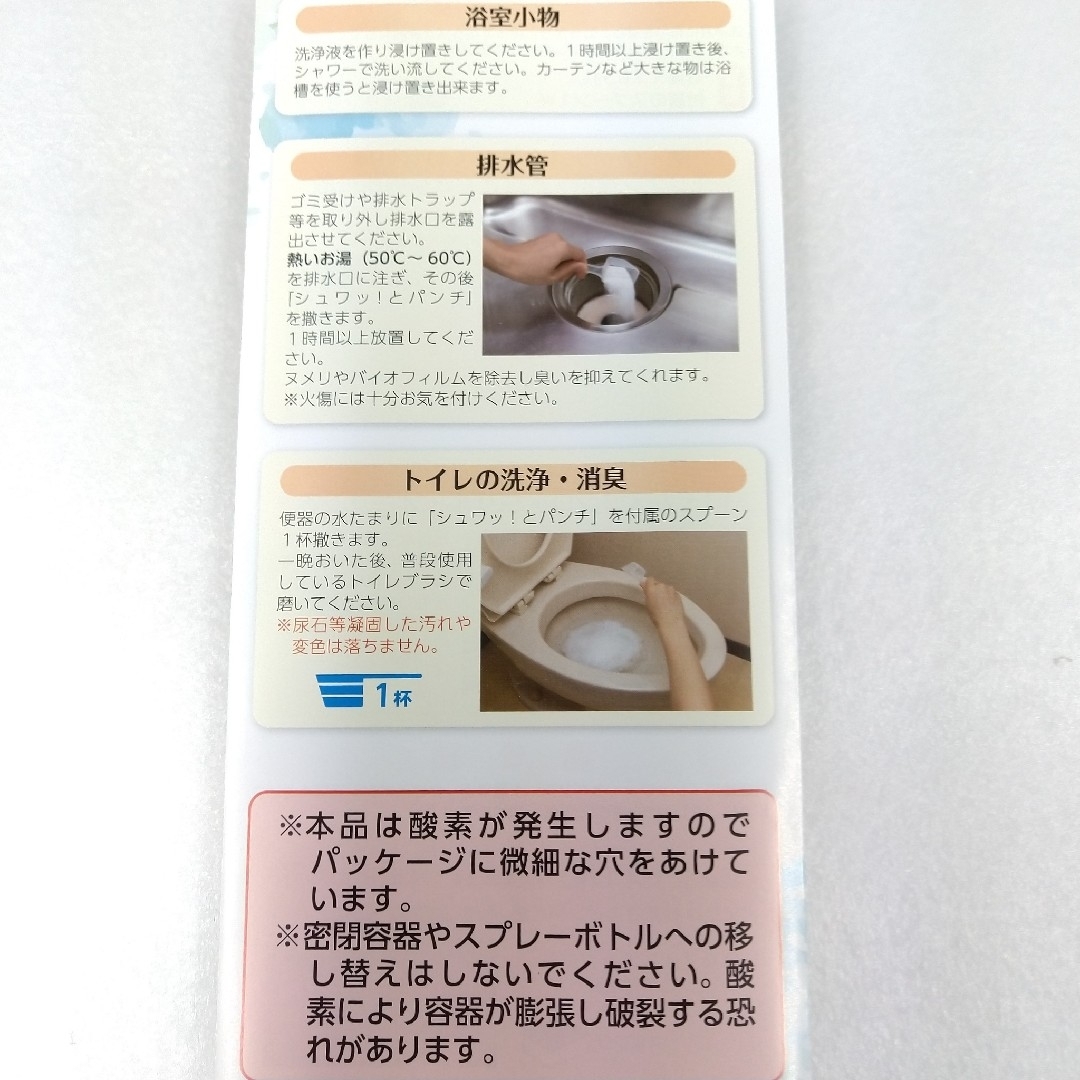 浴室小物
洗浄液を作り浸け置きしてください。1時間以上浸け置き後、
シャワーで洗い流してください。カーテンなど大きな物は浴
槽を使うと浸け置き出来ます。
排水管
ゴミ受けや排水トラップ
等を取り外し排水口を露
出させてください。
熱いお湯（50℃〜60℃）
を排水口に注ぎ、その後
「シュワッ！とパンチ」
を撒きます。
1時間以上放置してくだ
さい。
ヌメリやバイオフィルムを除去し臭いを抑えてくれます。
※火傷には十分お気を付けください。
トイレの洗浄・消臭
便器の水たまりに「シュワッ！とパンチ」を付属のスプーン
1杯撒きます。
一晩おいた後、普段使用
しているトイレブラシで
磨いてください。
※尿石等凝固した汚れや
変色は落ちません。
1杯
※本品は酸素が発生しますので
パッケージに微細な穴をあけて
います。
※密閉容器やスプレーボトルへの移
し替えはしないでください。酸
素により容器が膨張し破裂する恐
れがあります。